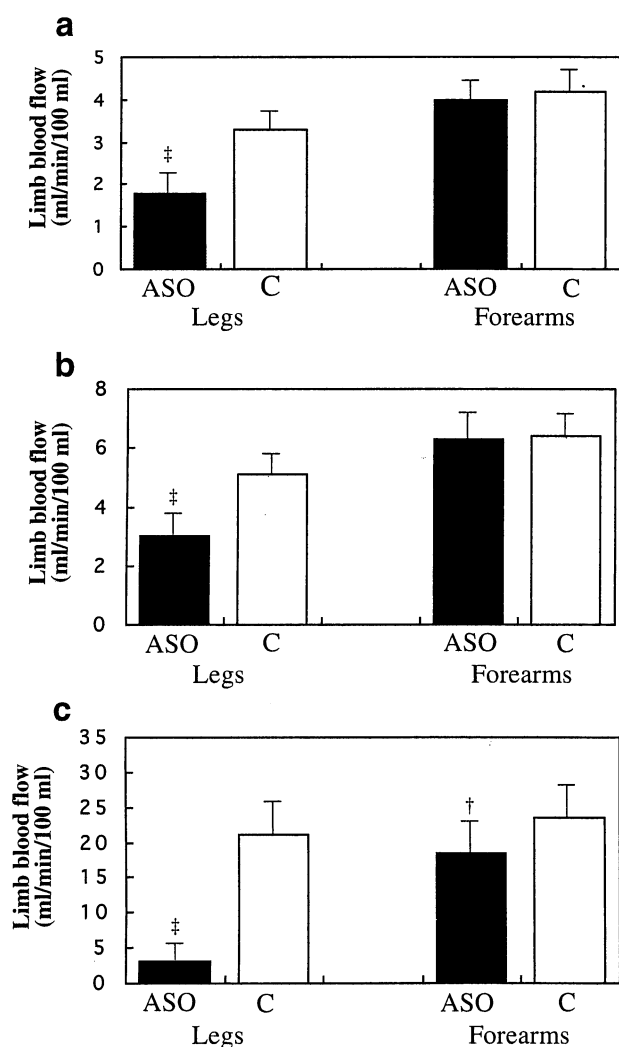 a
Limb blood flow
(ml/min/100 ml)
5
4
3
2
1
0
‡
ASO
C
ASO
C
Legs
Forearms
b
Limb blood flow
(ml/min/100 ml)
8
6
4
2
0
‡
ASO
C
ASO
C
Legs
Forearms
c
Limb blood flow
(ml/min/100 ml)
35
30
25
20
15
10
5
0
‡
†
ASO
C
ASO
C
Legs
Forearms